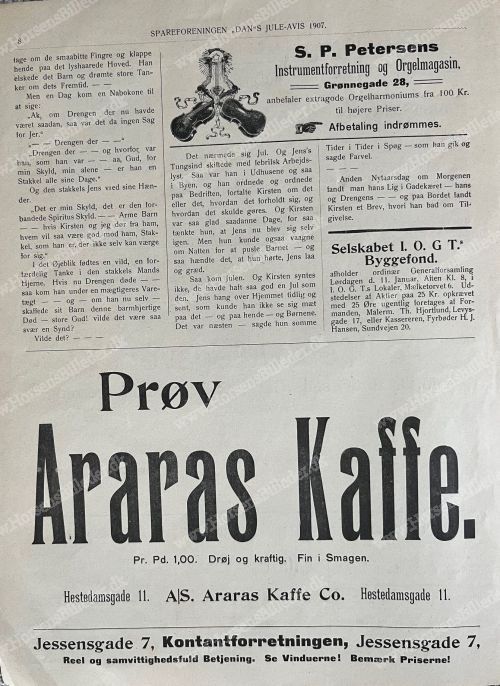 8
SPAREFORENINGEN „DAN"S JULE-AVIS 1907.
tage om de smaabitte Fingre og klappe
hende paa det lyshaarede Hoved. Han
elskede det Barn og drømte store Tan-
ker om dets Fremtid. — —
Men en Dag kom en Nabokone til
at sige:
„Ak, om Drengen der nu havde
været saadan, saa var det da ingen Sag
for Jer."
„— — Drengen der — —
„Drengen der — — og hvorfor var
han, som han var — — aa, Gud, for
min Skyld, min alene — er han en
Stakkel alle sine Dage."
Og den stakkels Jens vred sine Hæn-
der.
„Det er min Skyld, det er den for-
bandede Spiritus Skyld. — — Arme Barn
— hvis Kirsten og jeg dør fra ham,
hvem vil saa være god mod ham, Stak-
kel, som han er, der ikke selv kan værge
for sig."
I det Øjeblik fødtes en vild, en for-
færdelig Tanke i den stakkels Mands
Hjerne. Hvis nu Drengen døde — —
saa kom han under en mægtigeres Vare-
tægt — — og — om han nu selv —
skaffede sit Barn denne barmhjertige
Død — store Gud! vilde det være saa
svær en Synd?
Vilde det? — —
S. P. Petersens
Instrumentforretning og Orgelmagasin,
Grønnegade 28,
anbefaler extragode Orgelharmoniums fra 100 Kr.
til højere Priser.
Afbetaling indrømmes.
Det nærmede sig Jul. Og Jens's
Tungsind skiftede med febrilsk Arbejds-
lyst. Saa var han i Udhusene og saa
i Byen, og han ordnede og ordnede
paa Bedriften, fortalte Kirsten om det
eller det, hvordan det forholdt sig, og
hvordan det skulde gøres. Og Kirsten
var saa glad saadanne Dage, for saa
tænkte hun, at Jens nu blev sig selv
igen. Men hun kunde ogsaa vaagne
om Natten for at pusle Barnet — og
saa hændte det, at hun hørte, Jens laa
og græd.
Saa kom Julen. Og Kirsten syntes
ikke, de havde halt saa god en Jul som
den. Jens hang over Hjemmet tidlig og
sent, som kunde han ikke se sig mæt
paa det — og paa hende — og Børnene.
Det var næsten — sagde hun somme
Tider i Tider i Spøg — som han gik og
sagde Farvel.
Anden Nytaarsdag om Morgenen
fandt man hans Lig i Gadekæret — hans
og Drengens — — og paa Bordet fandt
Kirsten et Brev, hvori han bad om Til-
givelse.
Selskabet I. O. G. T.s
Byggefond.
afholder ordinær Generalforsamling
Lørdagen d. 11. Januar. Aften Kl. 8, i
I. O. G. T.s Lokaler, Mælketorvet 6. Ud-
stedelser af Aktier paa 25 Kr. opkrævet
med 25 Øre ugentlig foretages af For-
manden, Malerm. Th. Hjortlund, Levys-
gade 17, eller Kassereren, Fyrbøder H. J.
Hansen, Sundvejen 20.
Prøv
Araras Kaffe.
Pr. Pd. 1,00. Drøj og kraftig. Fin i Smagen.
Hestedamsgade 11. A|S. Araras Kaffe Co. Hestedamsgade 11.
Jessensgade 7, Kontantforretningen, Jessensgade 7,
Reel og samvittighedsfuld Betjening. Se Vinduerne! Bemærk Priserne!